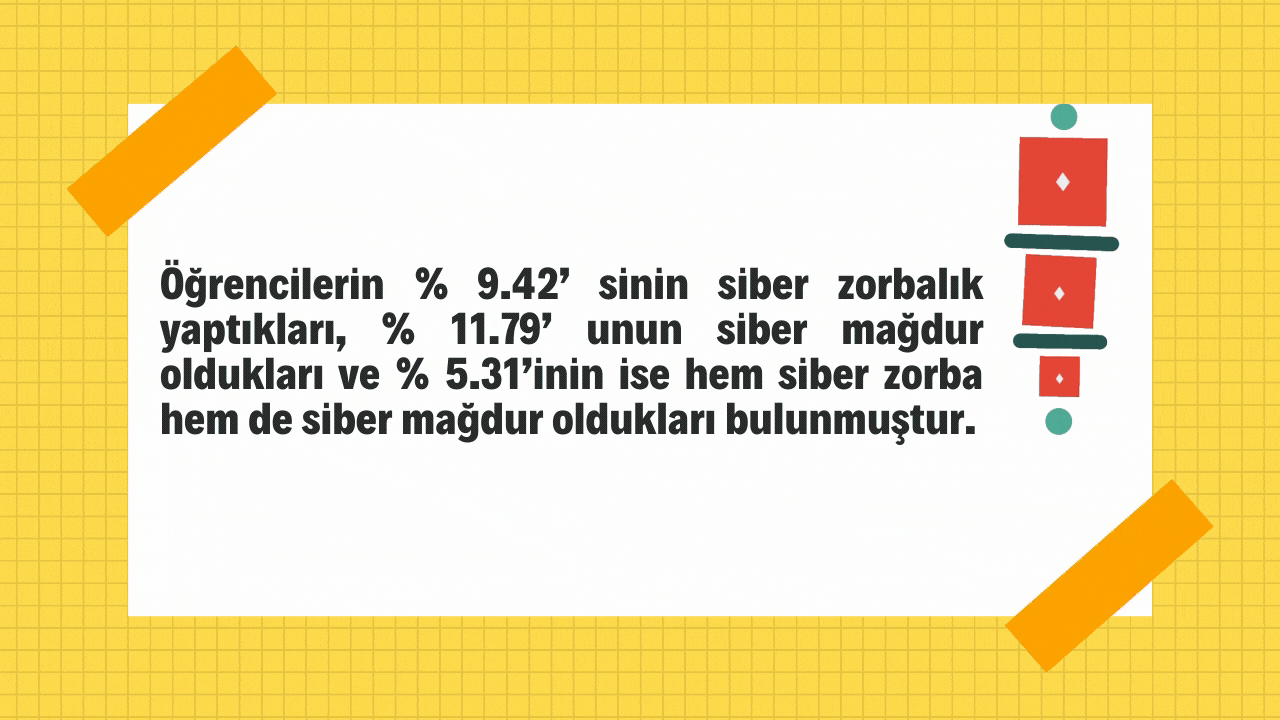 Öğrencilerin % 9.42’ sinin siber zorbalık
yaptıkları, % 11.79’ unun siber mağdur
oldukları ve % 5.31’inin ise hem siber zorba
hem de siber mağdur oldukları bulunmuştur.